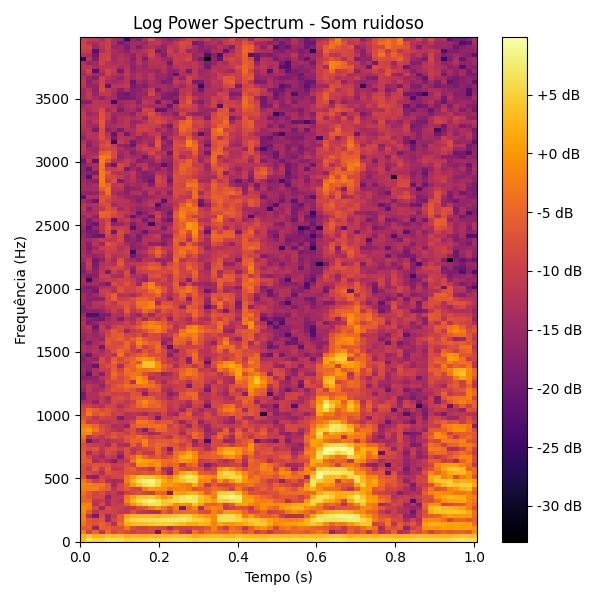 Log Power Spectrum - Som ruidoso
Frequência (Hz)
3500
3000
2500
2000
1500
1000
500
0
0.0 0.2 0.4 0.6 0.8 1.0
Tempo (s)
+5 dB
+0 dB
-5 dB
-10 dB
-15 dB
-20 dB
-25 dB
-30 dB